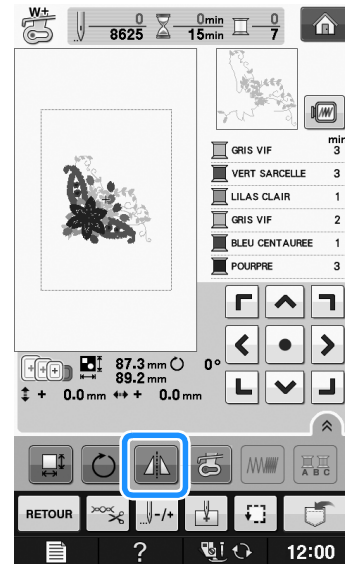 W+
0 0min 0
8625 15min 7
min
GRIS VIF 3
VERT SARCELLE 3
LILAS CLAIR 1
GRIS VIF 2
BLEU CENTAUREE 1
POURPRE 3
87.3 mm 0°
89.2 mm
+ 0.0 mm + 0.0 mm
A B C
RETOUR -/+
? 12:00